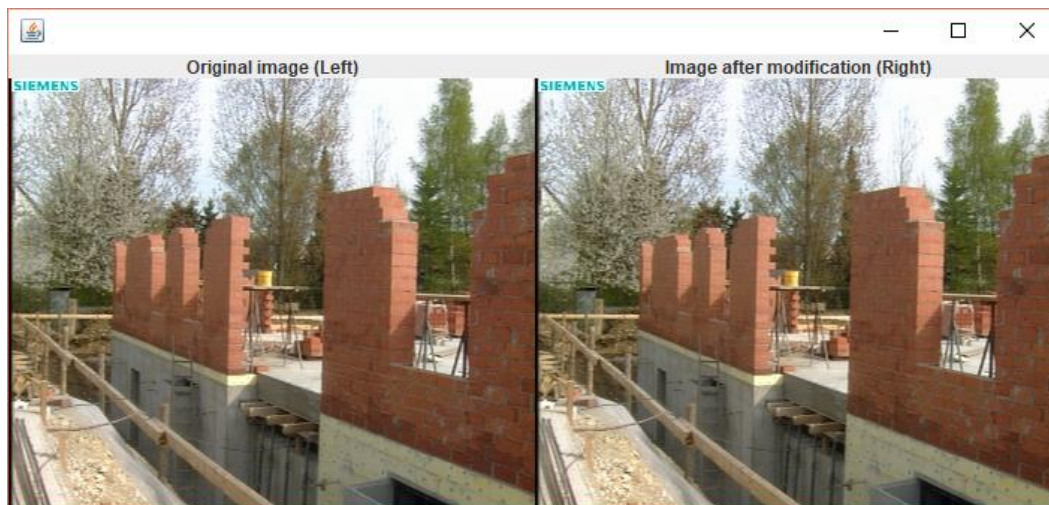 Original image (Left)
Image after modification (Right)
SIEMENS
SIEMENS